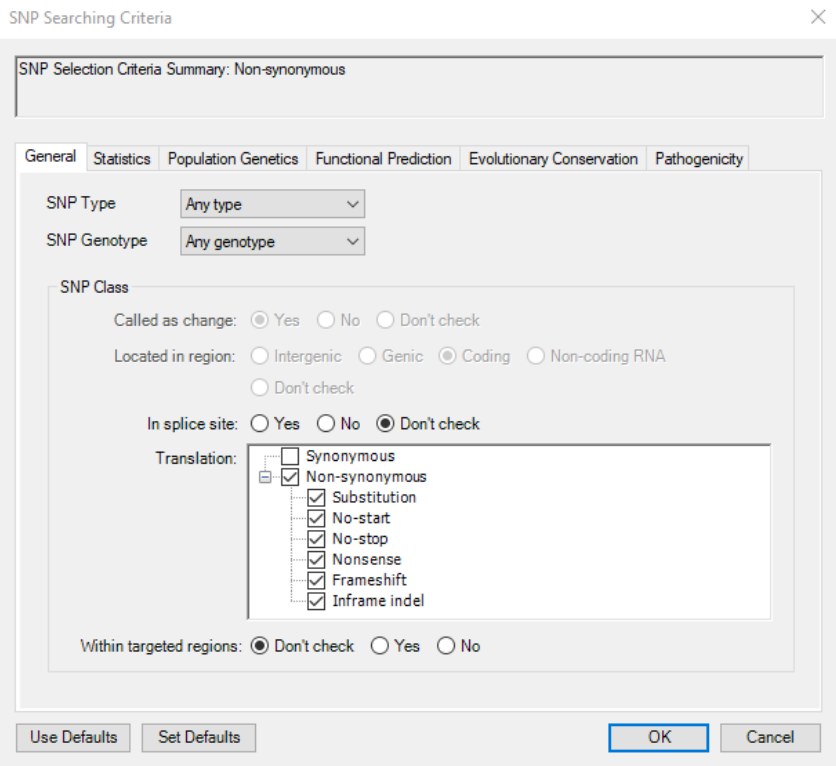 SNP Searching Criteria
SNP Selection Criteria Summary: Non-synonymous
General Statistics Population Genetics Functional Prediction Evolutionary Conservation Pathogenicity
SNP Type Any type
SNP Genotype Any genotype
SNP Class
Called as change: Yes No Don't check
Located in region: Intergenic Genic Coding Non-coding RNA
Don't check
In splice site: Yes No Don't check
Translation: Synonymous
Non-synonymous
Substitution
No-start
No-stop
Nonsense
Frameshift
Inframe indel
Within targeted regions: Don't check Yes No
Use Defaults Set Defaults OK Cancel